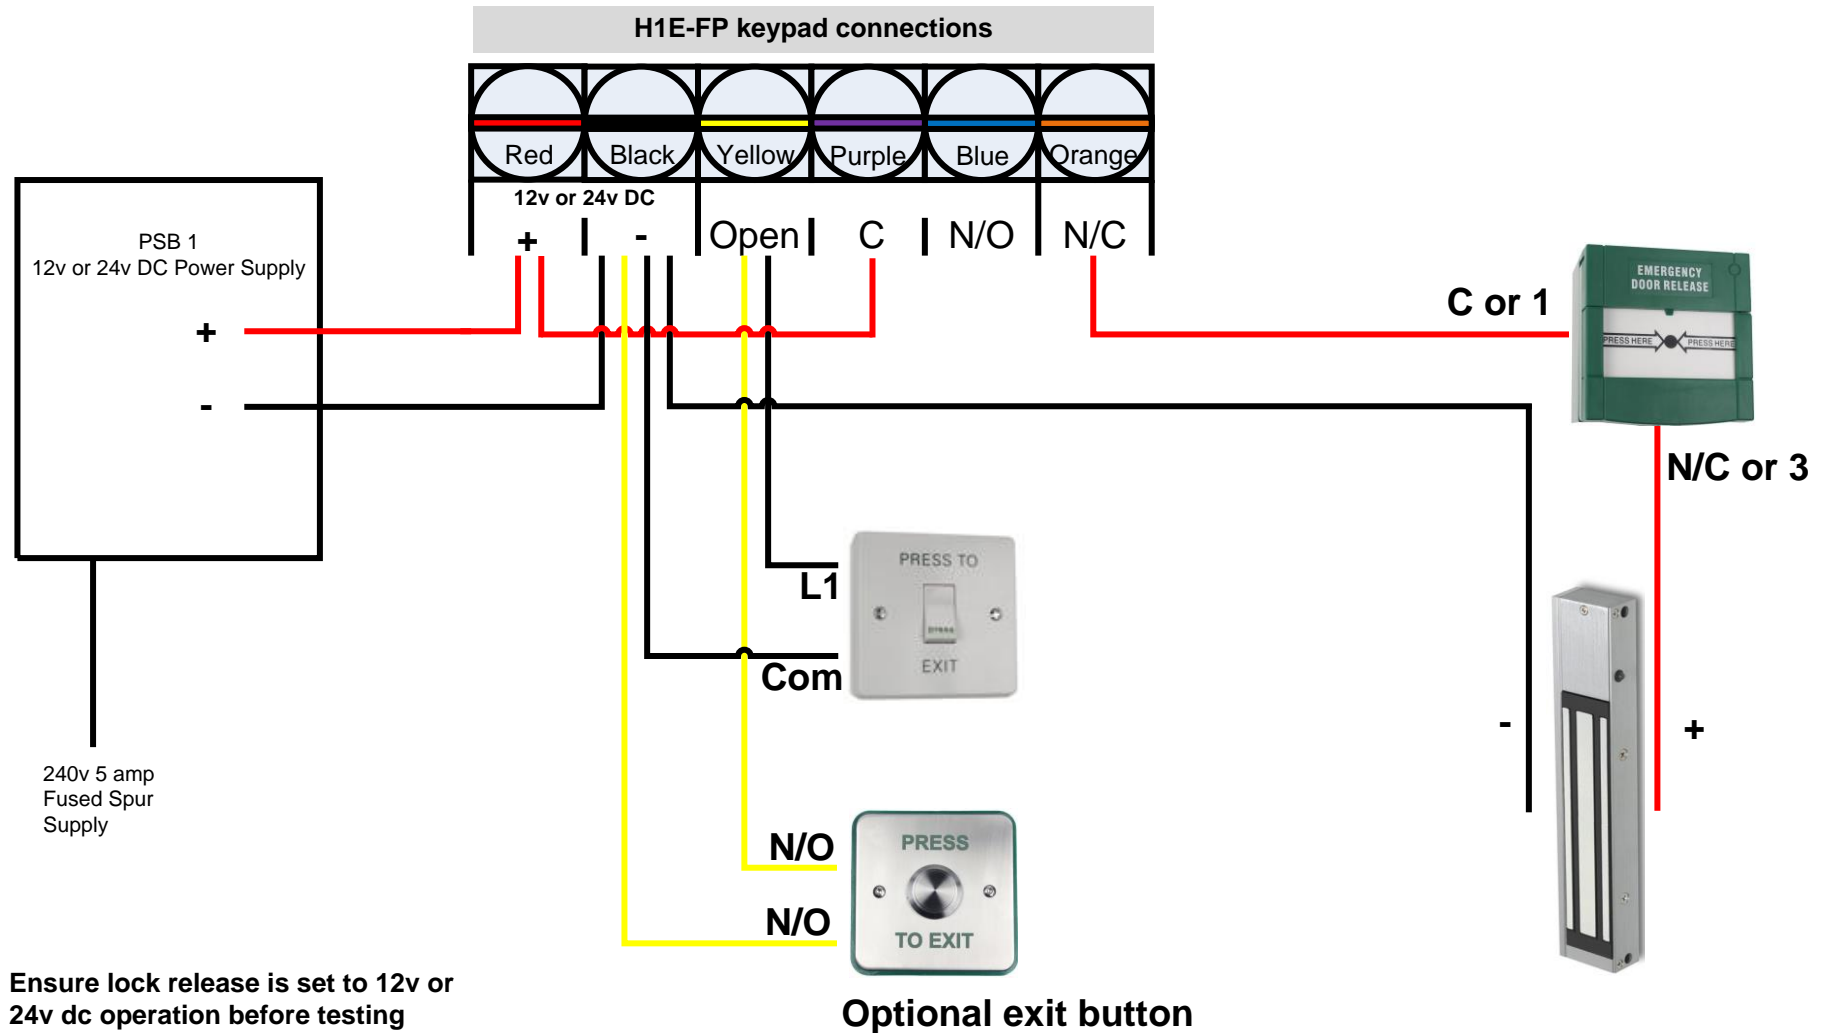 H1E-FP keypad connections
Red Black Yellow Purple Blue Orange
12v or 24v DC
+ - Open C N/O N/C
PSB 1
12v or 24v DC Power Supply
+
-
EMERGENCY
DOOR RELEASE
PRESS HERE PRESS HERE
C or 1
N/C or 3
PRESS TO
PRESS
EXIT
L1
Com
- +
240v 5 amp
Fused Spur
Supply
N/O
N/O
PRESS
TO EXIT
Ensure lock release is set to 12v or
24v dc operation before testing
Optional exit button